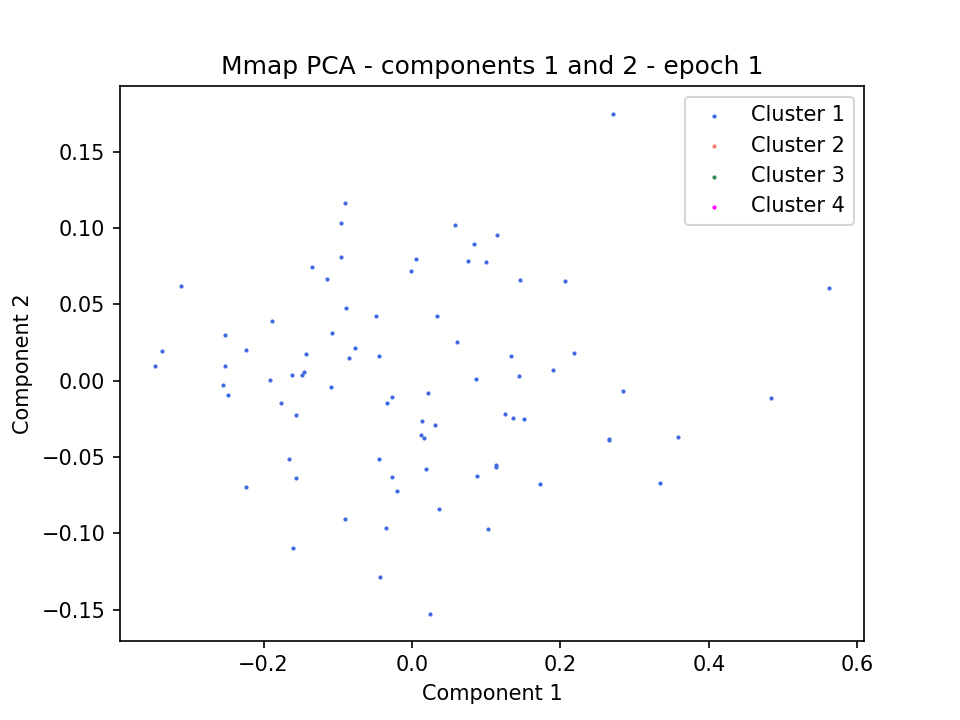 Mmap PCA - components 1 and 2 - epoch 1
Cluster 1
Cluster 2
Cluster 3
Cluster 4
0.15
0.10
0.05
0.00
−0.05
−0.10
−0.15
Component 2
−0.2 0.0 0.2 0.4 0.6
Component 1